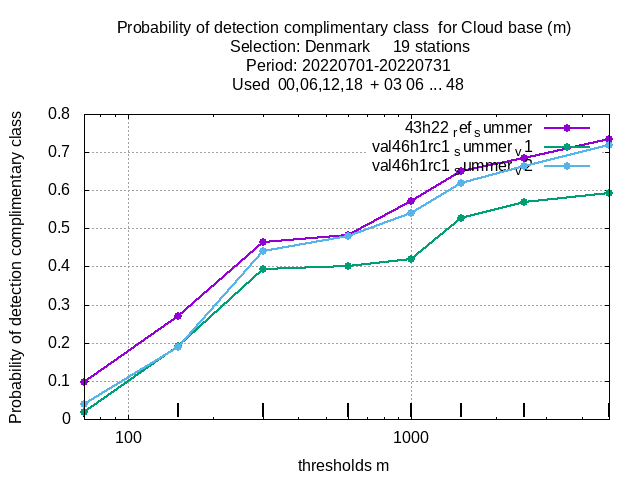 Probability of detection complimentary class  for Cloud base (m)
Selection: Denmark     19 stations
Period: 20220701-20220731
Used  00,06,12,18  + 03 06 ... 48
Probability of detection complimentary class
0.8
0.7
0.6
0.5
0.4
0.3
0.2
0.1
0
43h22 ref summer
val46h1rc1 summer v1
val46h1rc1 summer v2
100
1000
thresholds m